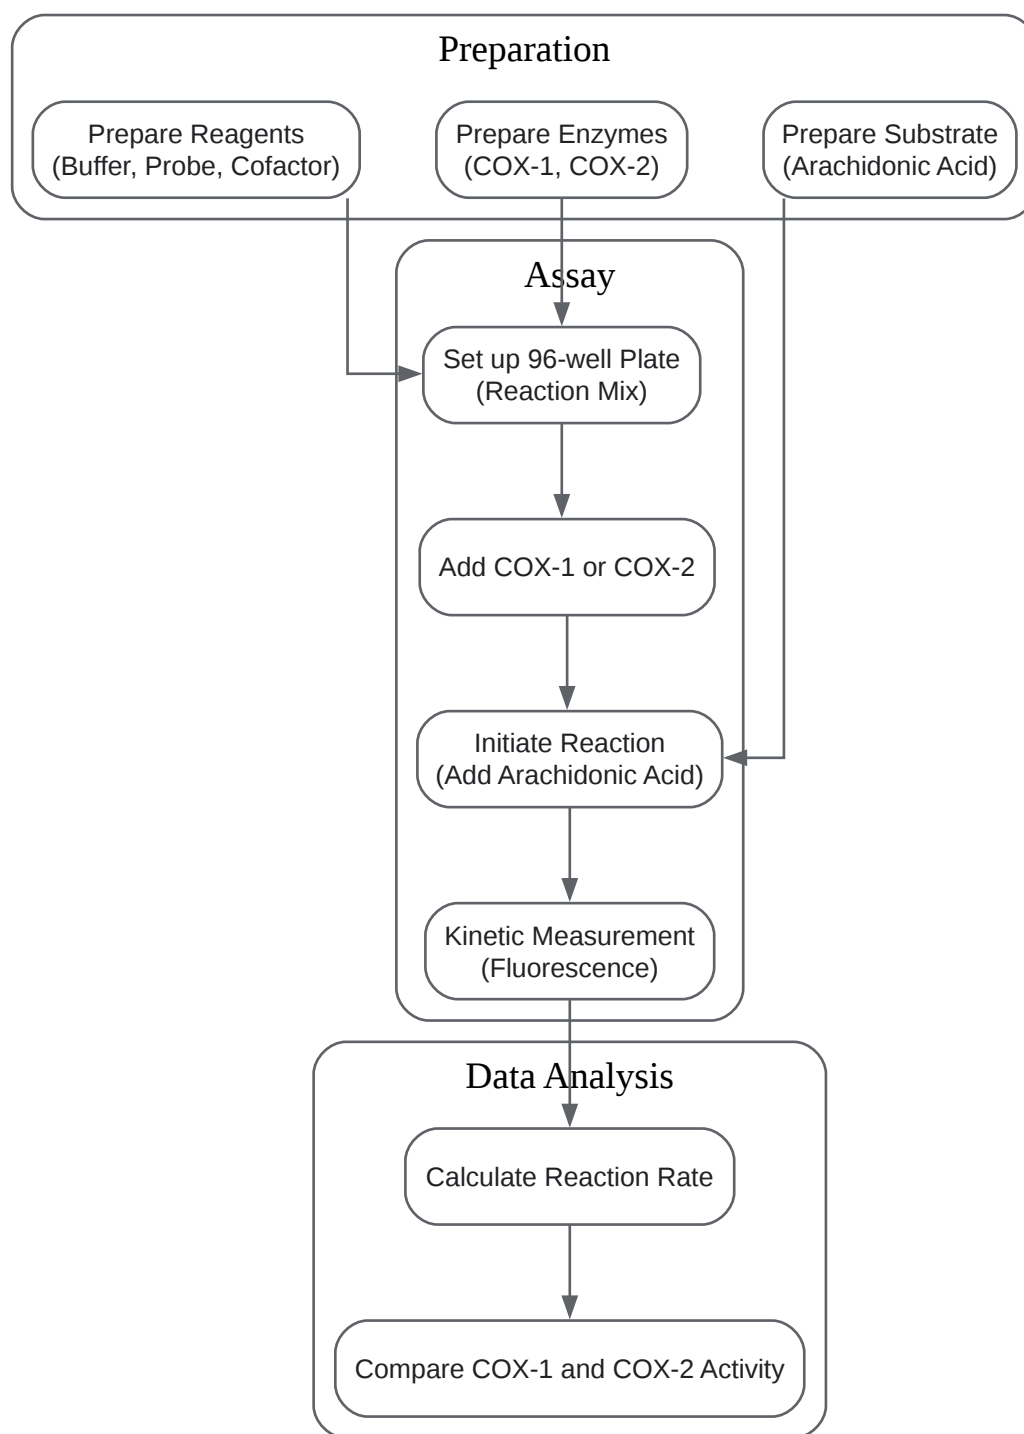 Preparation
Prepare Reagents
(Buffer, Probe, Cofactor)
Prepare Enzymes
(COX-1, COX-2)
Prepare Substrate
(Arachidonic Acid)
Assay
Set up 96-well Plate
(Reaction Mix)
Add COX-1 or COX-2
Initiate Reaction
(Add Arachidonic Acid)
Kinetic Measurement
(Fluorescence)
Data Analysis
Calculate Reaction Rate
Compare COX-1 and COX-2 Activity